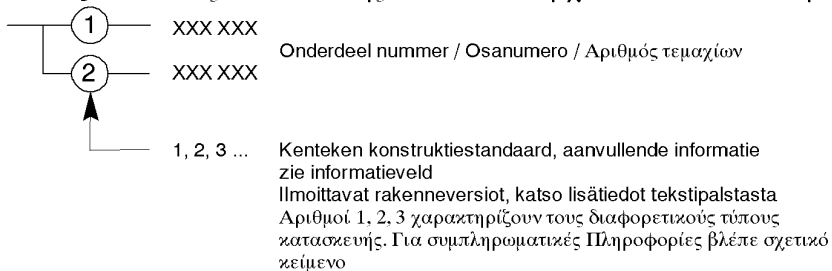 1 XXX XXX
Onderdeel nummer / Osanumero / Αριθμός τεμαχίων
2 XXX XXX
1, 2, 3 ... Kenteken konstruktiestandaard, aanvullende informatie
zie informatieveld
Ilmoittavat rakenneversiot, katso lisätiedot tekstipalstasta
Αριθμοί 1, 2, 3 χαρακτηρίζουν τους διαφορετικούς τύπους
κατασκευής. Για συμπληρωματικές Πληροφορίες βλέπε σχετικό
κείμενο